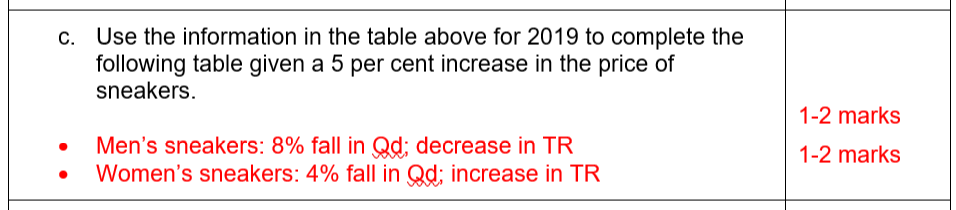 c. Use the information in the table above for 2019 to complete the
following table given a 5 per cent increase in the price of
sneakers.
1-2 marks
• Men's sneakers: 8% fall in Qd; decrease in TR
1-2 marks
• Women's sneakers: 4% fall in Qd; increase in TR